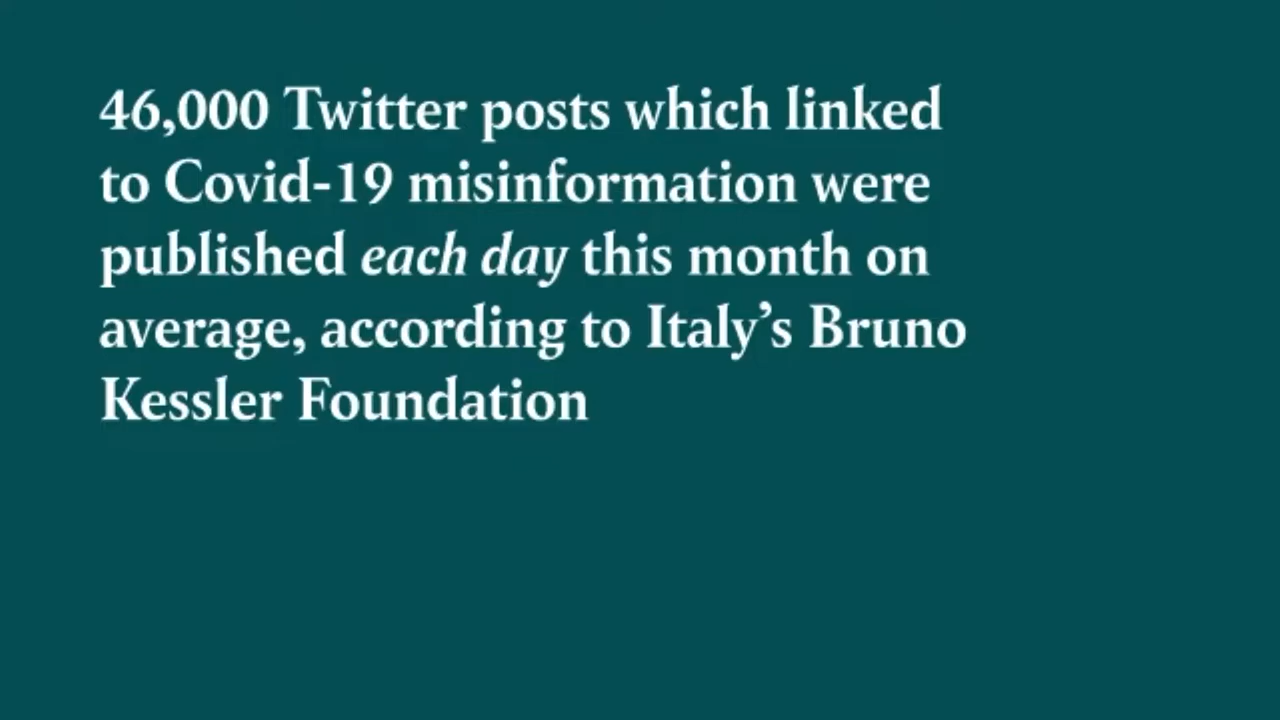 46,000 Twitter posts which linked
to Covid-19 misinformation were
published each day this month on
average, according to Italy’s Bruno
Kessler Foundation